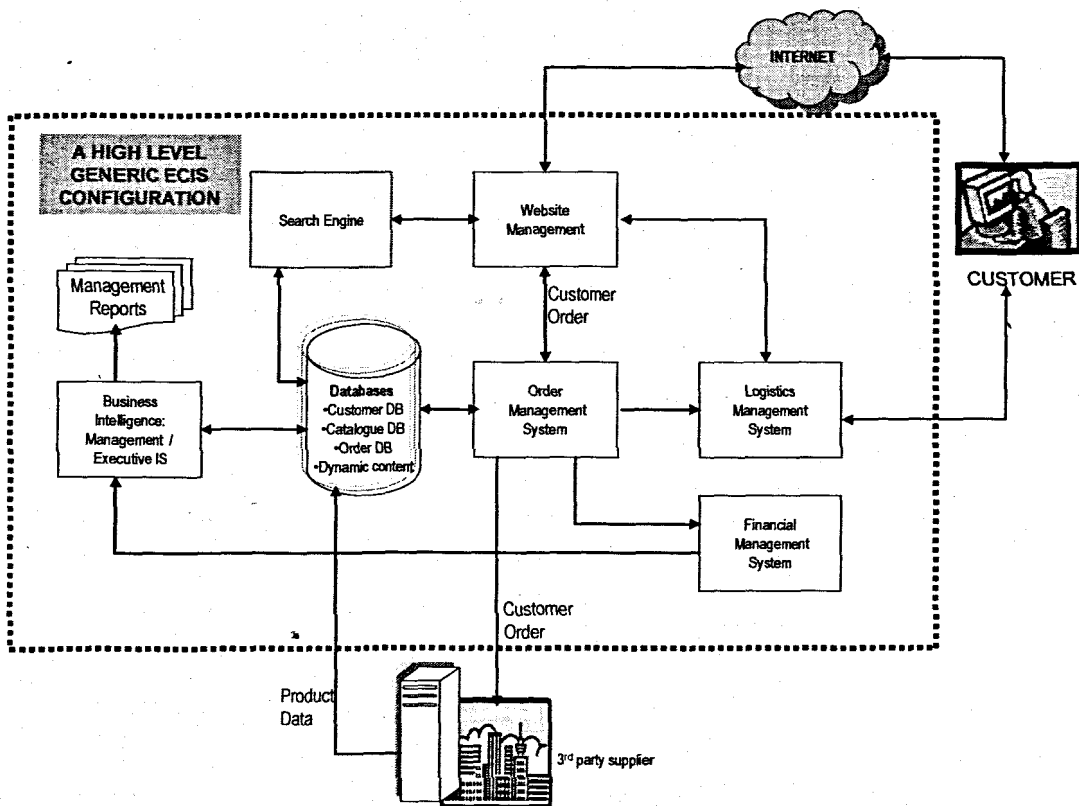 INTERNET
A HIGH LEVEL
GENERIC ECIS
CONFIGURATION
Search Engine
Website
Management
CUSTOMER
Management
Reports
Customer
Order
Databases
•Customer DB
•Catalogue DB
•Order DB
•Dynamic content
Order
Management
System
Logistics
Management
System
Business
Intelligence:
Management /
Executive IS
Financial
Management
System
Customer
Order
Product
Data
3rd party supplier